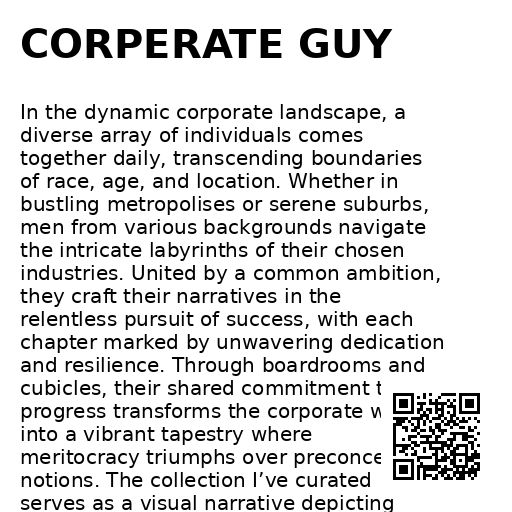 CORPERATE GUY
In the dynamic corporate landscape, a
diverse array of individuals comes
together daily, transcending boundaries
of race, age, and location. Whether in
bustling metropolises or serene suburbs,
men from various backgrounds navigate
the intricate labyrinths of their chosen
industries. United by a common ambition,
they craft their narratives in the
relentless pursuit of success, with each
chapter marked by unwavering dedication
and resilience. Through boardrooms and
cubicles, their shared commitment
progress transforms the corporate
into a vibrant tapestry where
meritocracy triumphs over
notions. The collection I’ve curated
serves as a visual narrative depicting